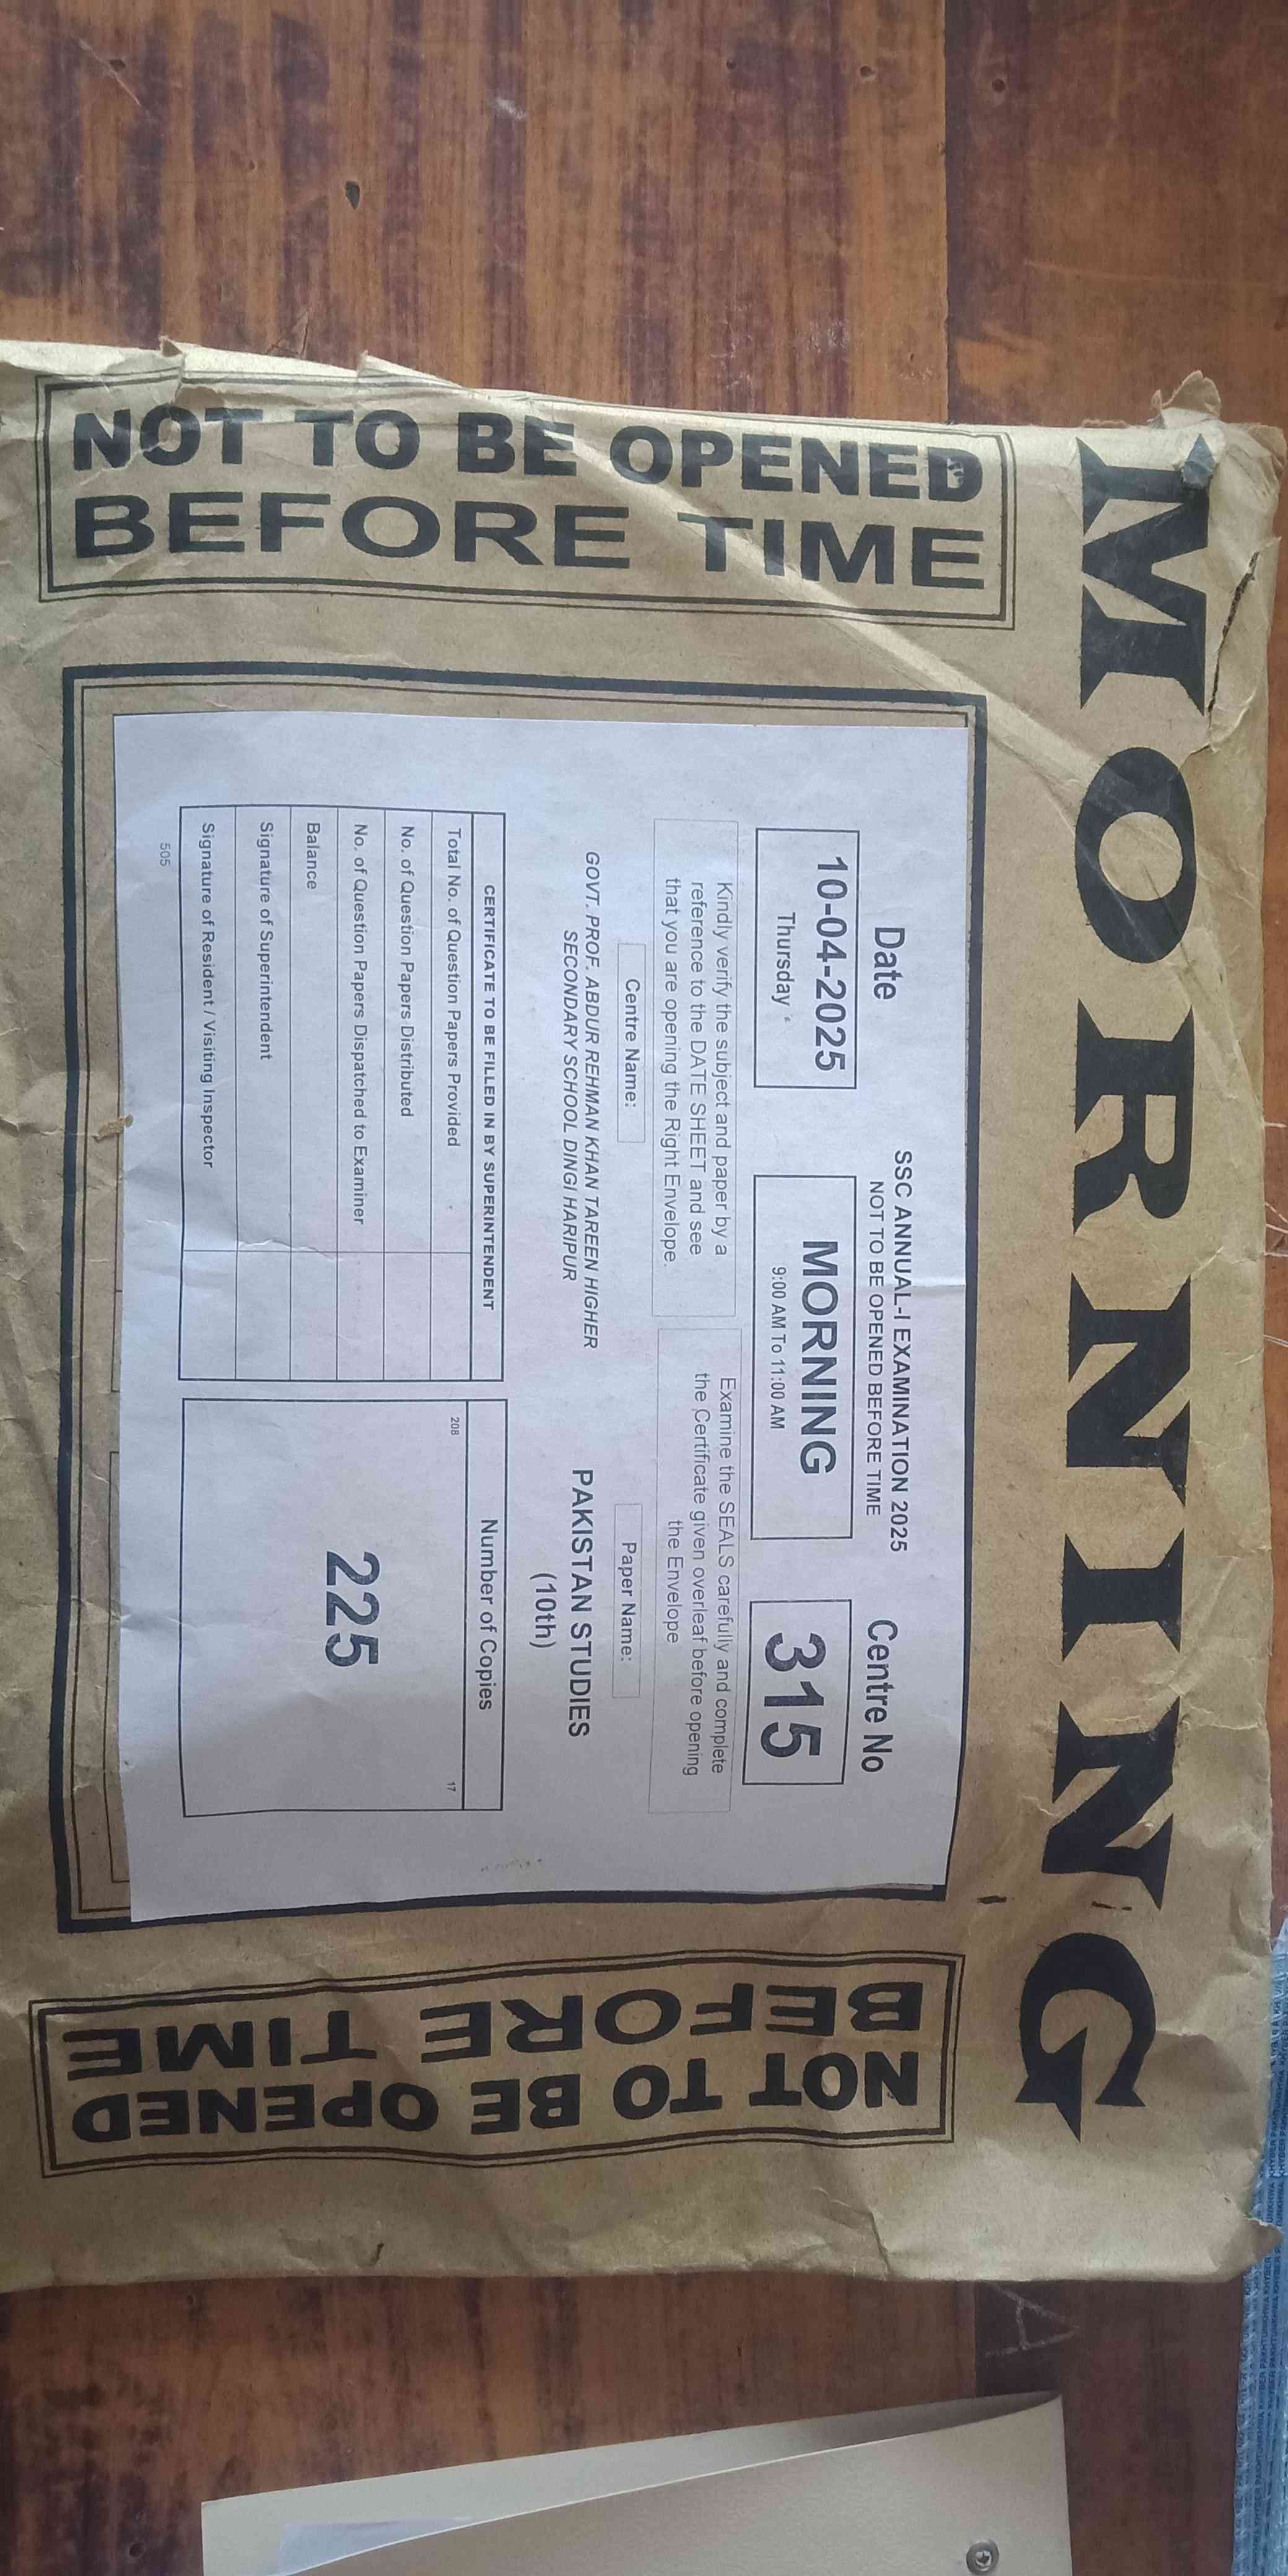 MORNING
NOT TO BE OPENED
BEFORE TIME
SSC ANNUAL-I EXAMINATION 2025
NOT TO BE OPENED BEFORE TIME
Date
10-04-2025
Thursday
MORNING
9:00 AM To 11:00 AM
Centre No
315
Kindly verify the subject and paper by a
reference to the DATE SHEET and see
that you are opening the Right Envelope.
Examine the SEALS carefully and complete
the Certificate given overleaf before opening
the Envelope
Centre Name:
GOVT. PROF. ABDUR REHMAN KHAN TAREEN HIGHER
SECONDARY SCHOOL DINGI HARIPUR
Paper Name:
PAKISTAN STUDIES
(10th)
CERTIFICATE TO BE FILLED IN BY SUPERINTENDENT
Total No. of Question Papers Provided
No. of Question Papers Distributed
No. of Question Papers Dispatched to Examiner
Balance
Signature of Superintendent
Signature of Resident / Visiting Inspector
505
Number of Copies
208
17
225
NOT TO BE OPENED
BEFORE TIME
A